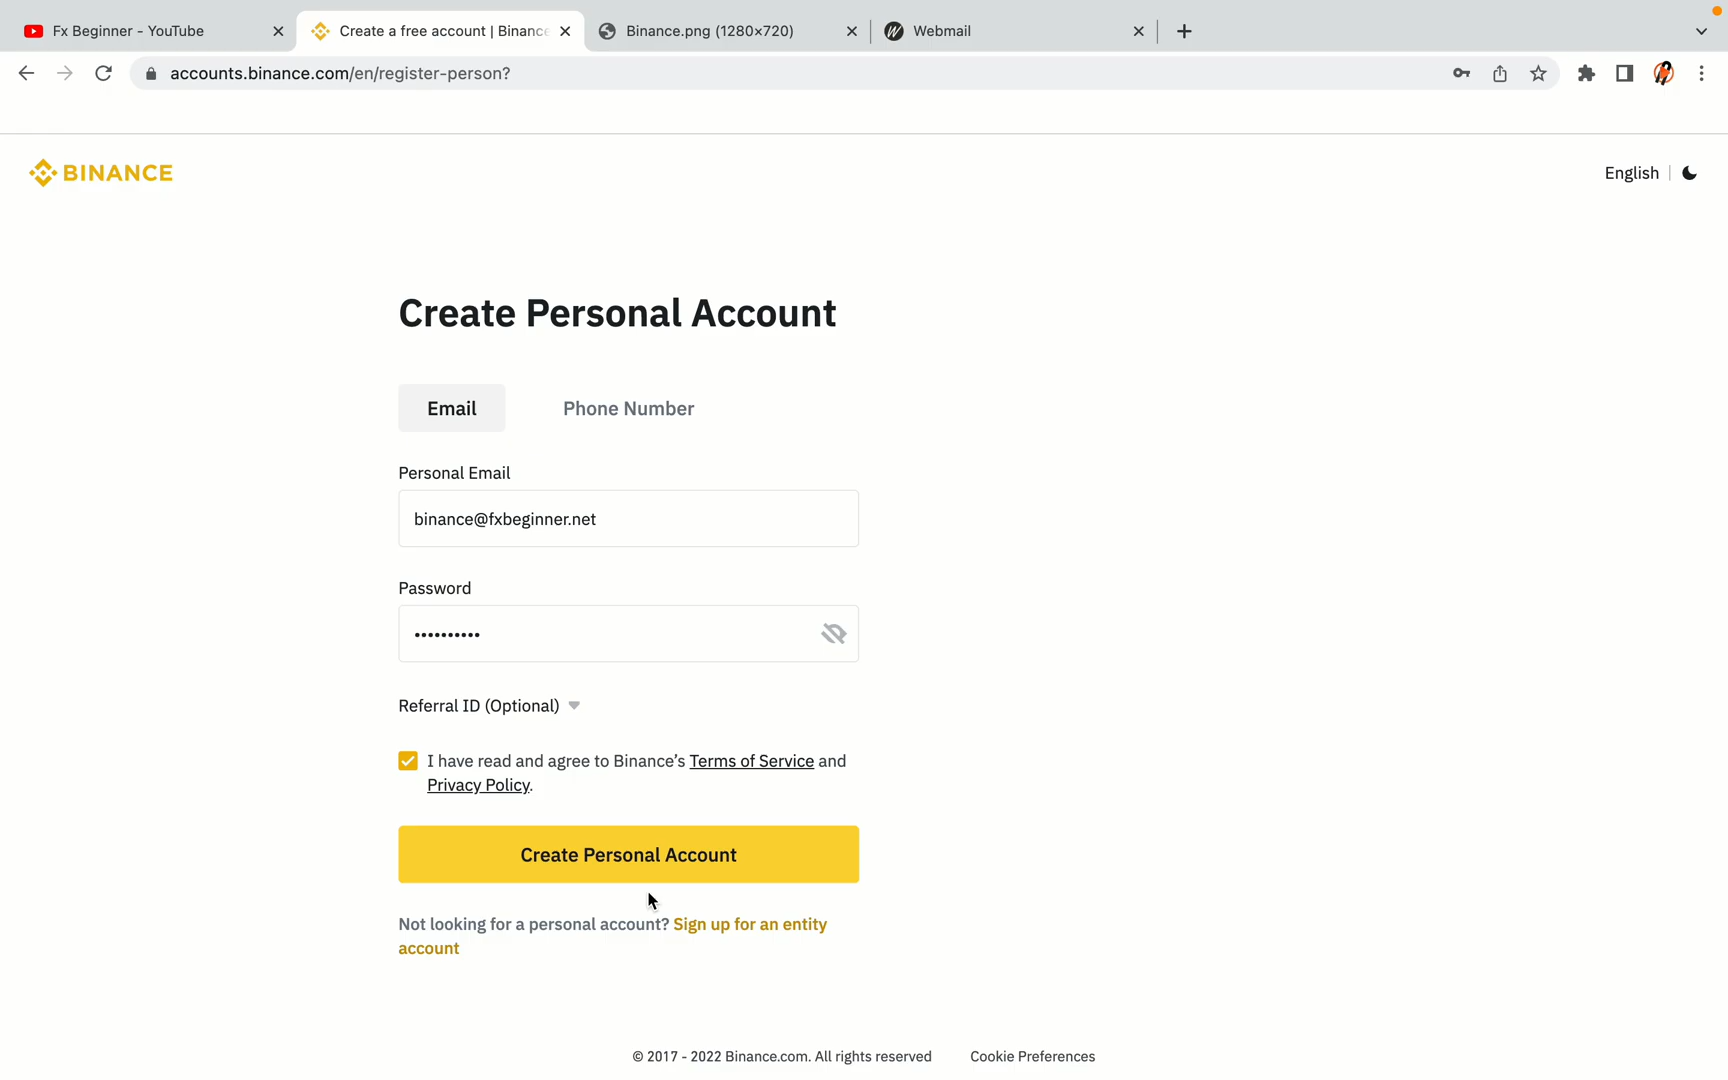 Fx Beginner - YouTube
Create a free account | Binance
Binance.png (1280×720)
Webmail
accounts.binance.com/en/register-person?
BINANCE
English
Create Personal Account
Email
Phone Number
Personal Email
binance@fxbeginner.net
Password
••••••••••
Referral ID (Optional)
I have read and agree to Binance’s Terms of Service and
Privacy Policy.
Create Personal Account
Not looking for a personal account? Sign up for an entity
account
© 2017 - 2022 Binance.com. All rights reserved
Cookie Preferences